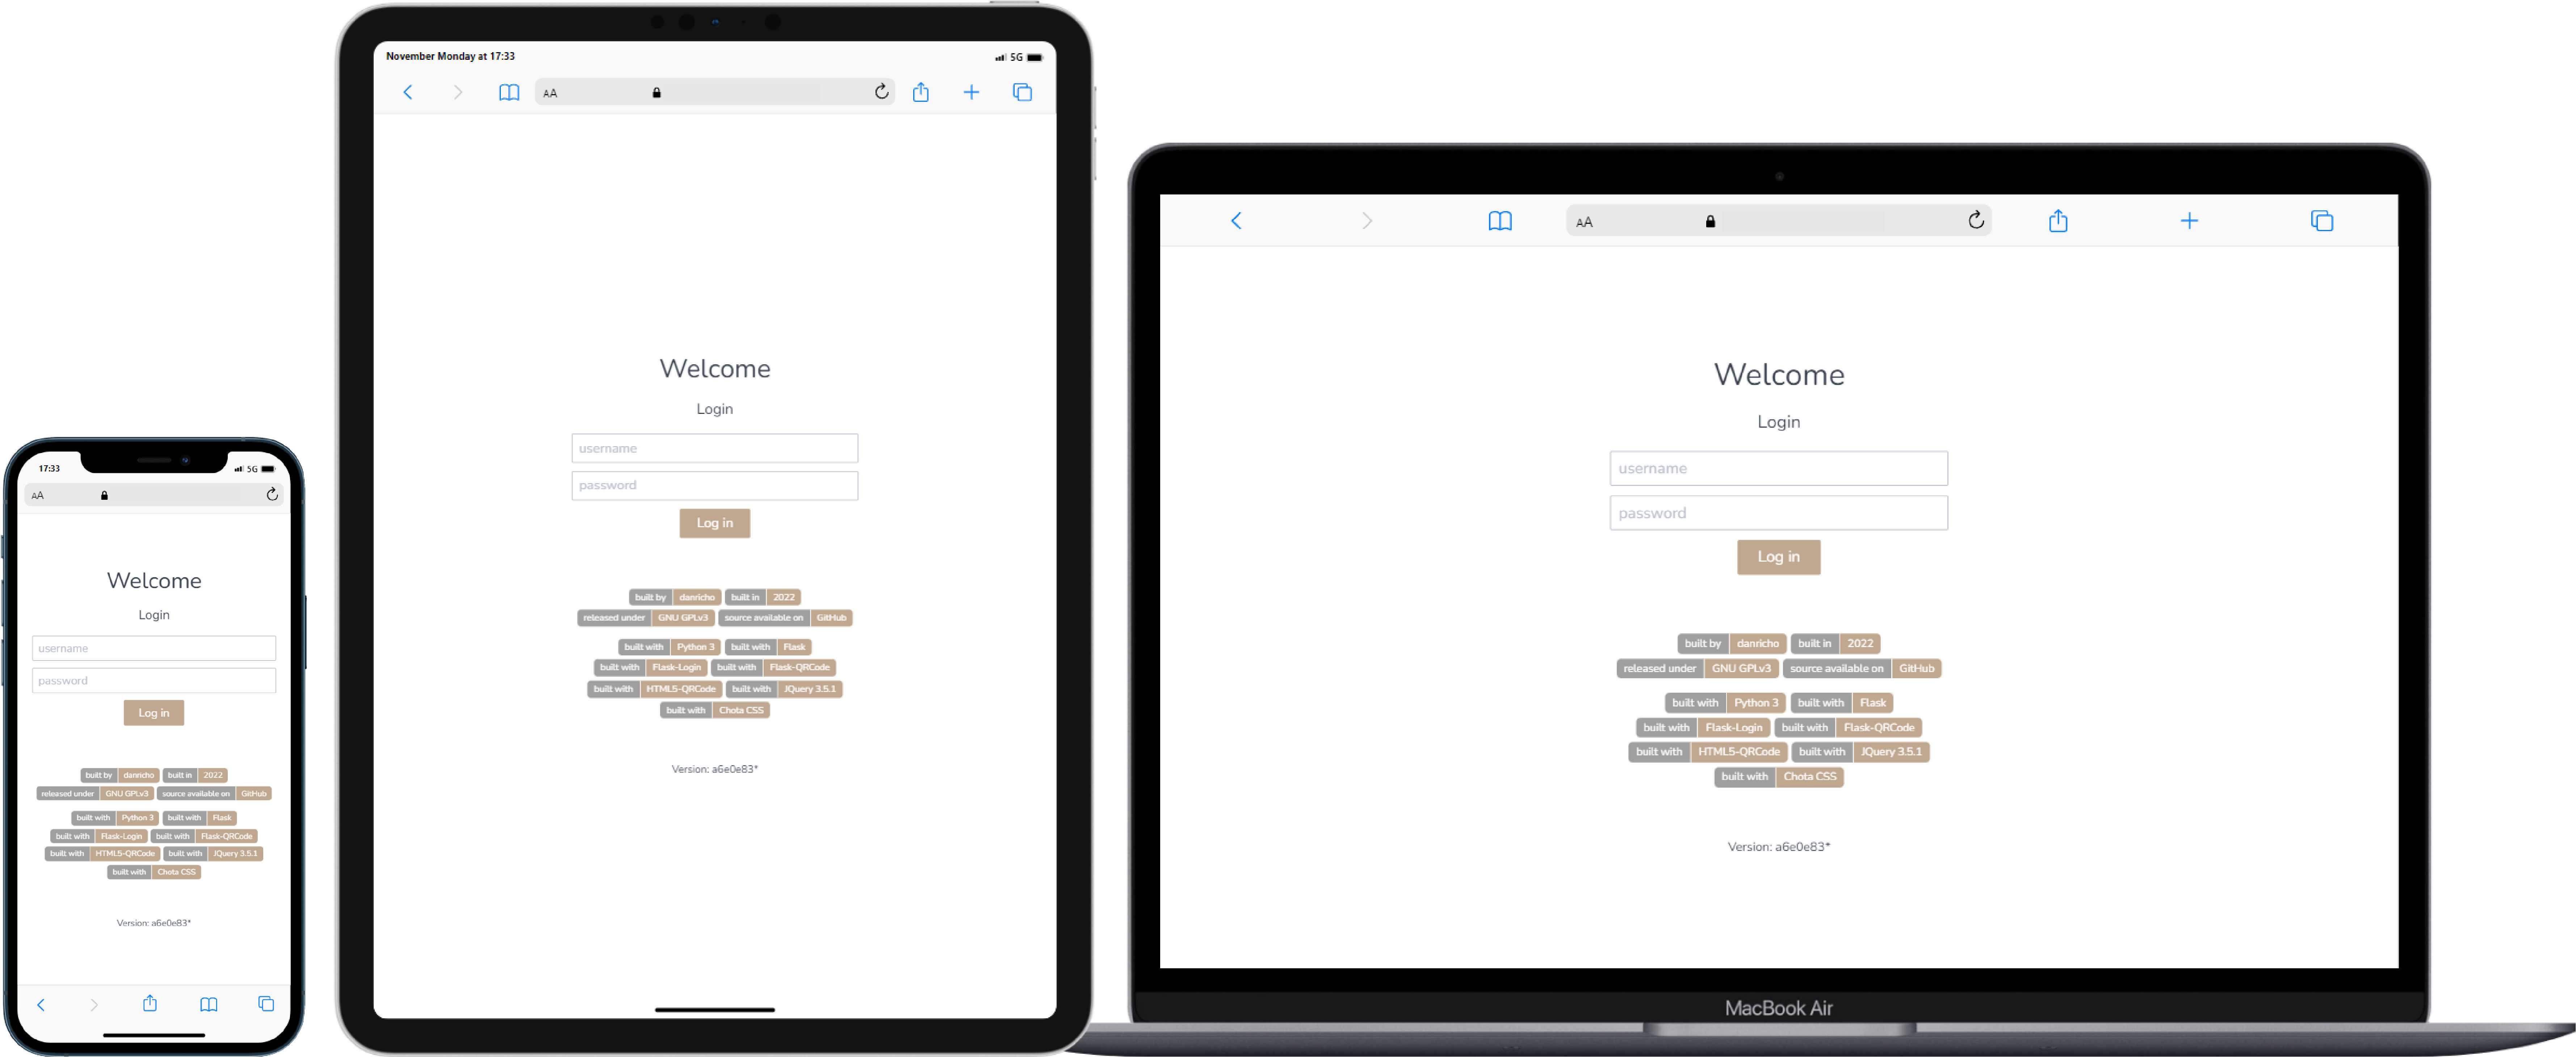 17:33 5G
AA
Welcome
Login
username
password
Log in
built by danricho built in 2022
released under GNU GPLv3 source available on GitHub
built with Python 3 built with Flask
built with Flask-Login built with Flask-QRCode
built with HTML5-QRCode built with JQuery 3.5.1
built with Chota CSS
Version: a6e0e83*
November Monday at 17:33 5G
AA
Welcome
Login
username
password
Log in
built by danricho built in 2022
released under GNU GPLv3 source available on GitHub
built with Python 3 built with Flask
built with Flask-Login built with Flask-QRCode
built with HTML5-QRCode built with JQuery 3.5.1
built with Chota CSS
Version: a6e0e83*
AA
Welcome
Login
username
password
Log in
built by danricho built in 2022
released under GNU GPLv3 source available on GitHub
built with Python 3 built with Flask
built with Flask-Login built with Flask-QRCode
built with HTML5-QRCode built with JQuery 3.5.1
built with Chota CSS
Version: a6e0e83*
MacBook Air